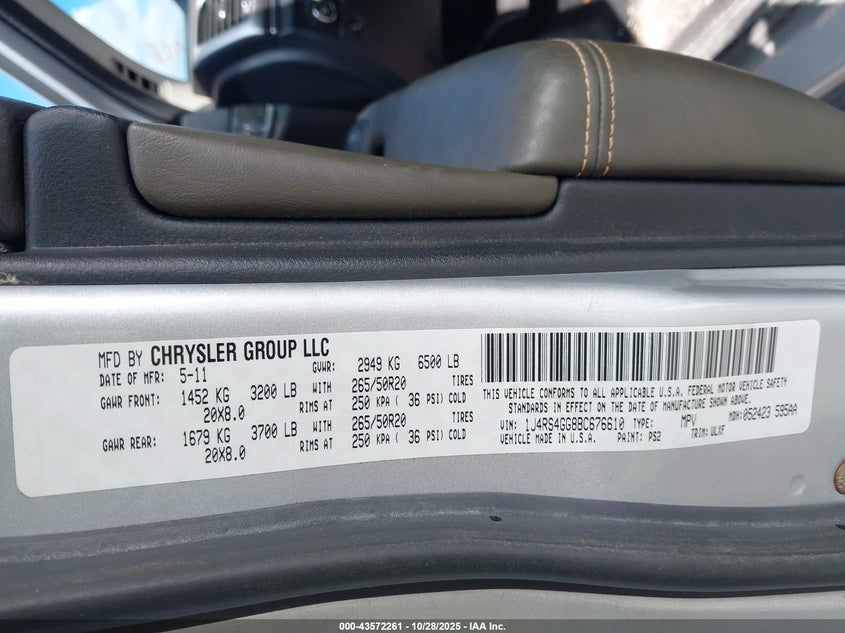 MFD BY CHRYSLER GROUP LLC
DATE OF MFR: 5-11 GVWR: 2949 KG 6500 LB
GAWR FRONT: 1452 KG 3200 LB WITH 265/50R20 TIRES
20X8.0 RIMS AT 250 KPA ( 36 PSI) COLD
GAWR REAR: 1679 KG 3700 LB WITH 265/50R20 TIRES
20X8.0 RIMS AT 250 KPA ( 36 PSI) COLD
THIS VEHICLE CONFORMS TO ALL APPLICABLE U.S.A. FEDERAL MOTOR VEHICLE SAFETY
STANDARDS IN EFFECT ON THE DATE OF MANUFACTURE SHOWN ABOVE.
VIN: 1J4RS4GG8BC676610 TYPE: MPV MDH: 052423 595AA
VEHICLE MADE IN U.S.A. PAINT: PS2 TRIM: ULXF
000-43572261 - 10/28/2025 - IAA Inc.